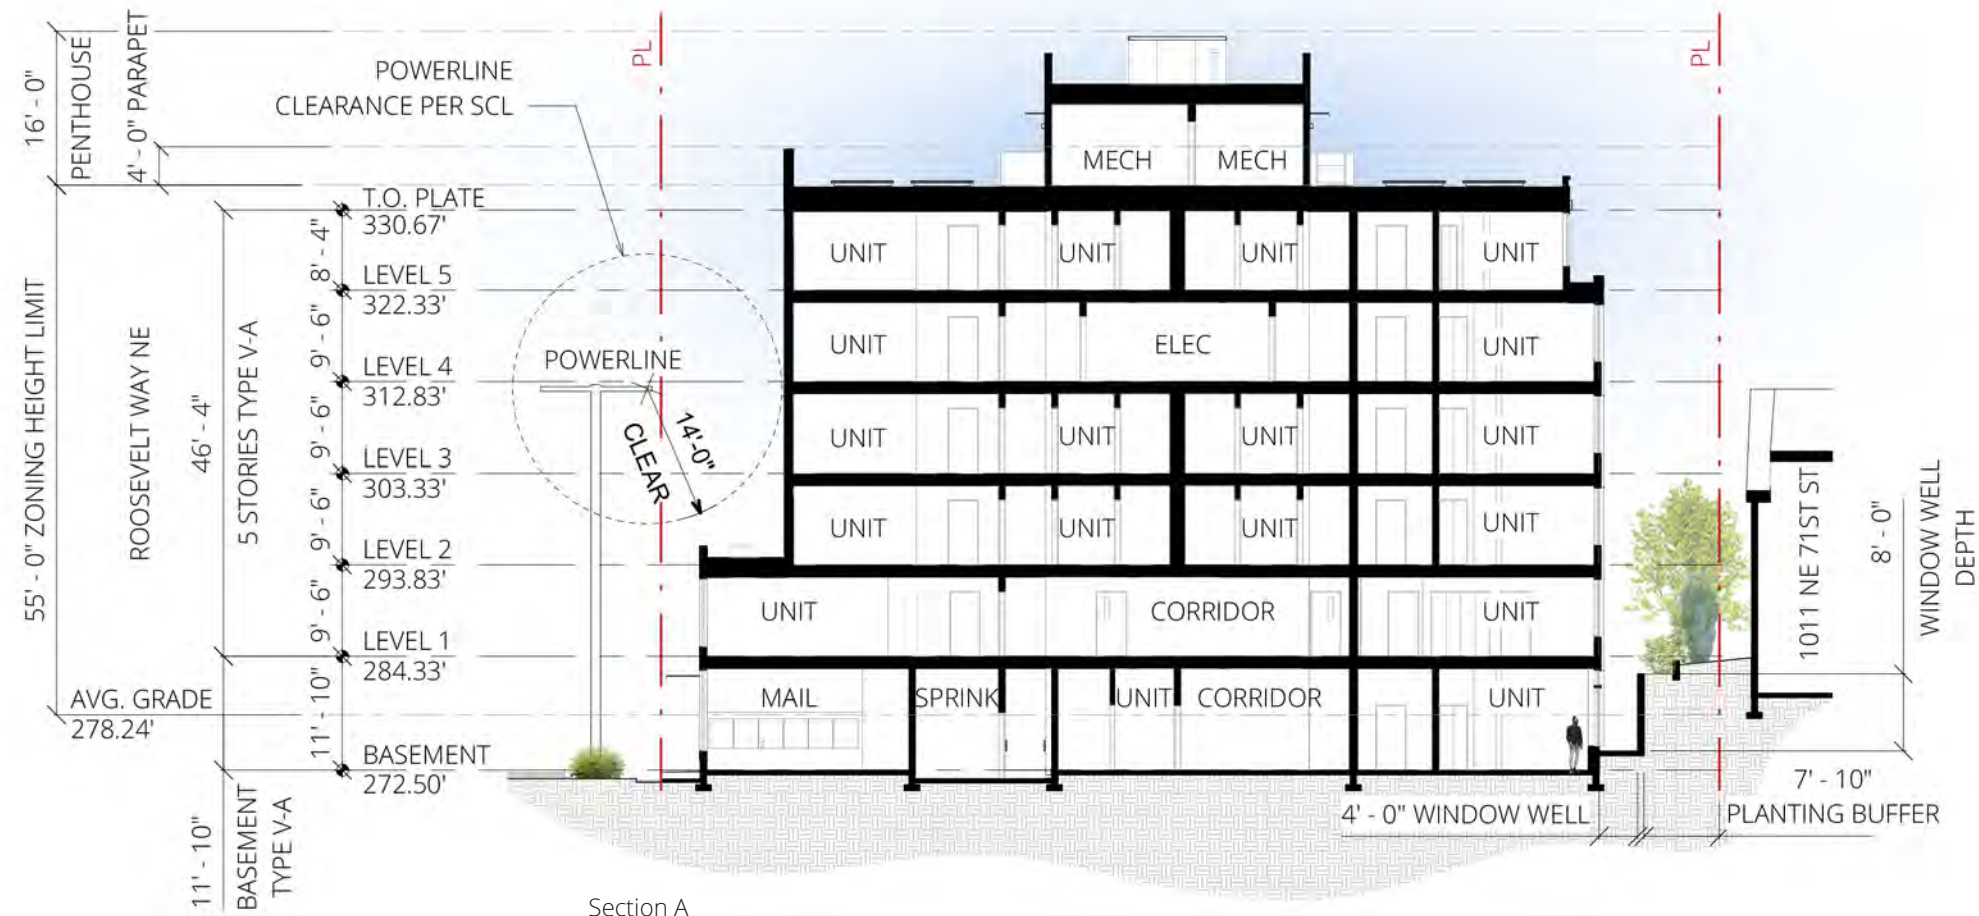 16' - 0"
PENTHOUSE
4' - 0" PARAPET
POWERLINE
CLEARANCE PER SCL
PL
PL
MECH
MECH
55' - 0" ZONING HEIGHT LIMIT
ROOSEVELT WAY NE
46' - 4"
5 STORIES TYPE V-A
T.O. PLATE
330.67'
8' - 4"
LEVEL 5
322.33'
9' - 6"
LEVEL 4
312.83'
9' - 6"
LEVEL 3
303.33'
9' - 6"
LEVEL 2
293.83'
9' - 6"
LEVEL 1
284.33'
11' - 10"
BASEMENT
272.50'
AVG. GRADE
278.24'
11' - 10"
BASEMENT
TYPE V-A
POWERLINE
14'-0"
CLEAR
UNIT UNIT UNIT UNIT
UNIT ELEC UNIT
UNIT UNIT UNIT UNIT
UNIT UNIT UNIT UNIT
UNIT CORRIDOR UNIT
MAIL SPRINK UNIT CORRIDOR UNIT
1011 NE 71ST ST
8' - 0"
WINDOW WELL
DEPTH
4' - 0" WINDOW WELL
7' - 10"
PLANTING BUFFER
Section A